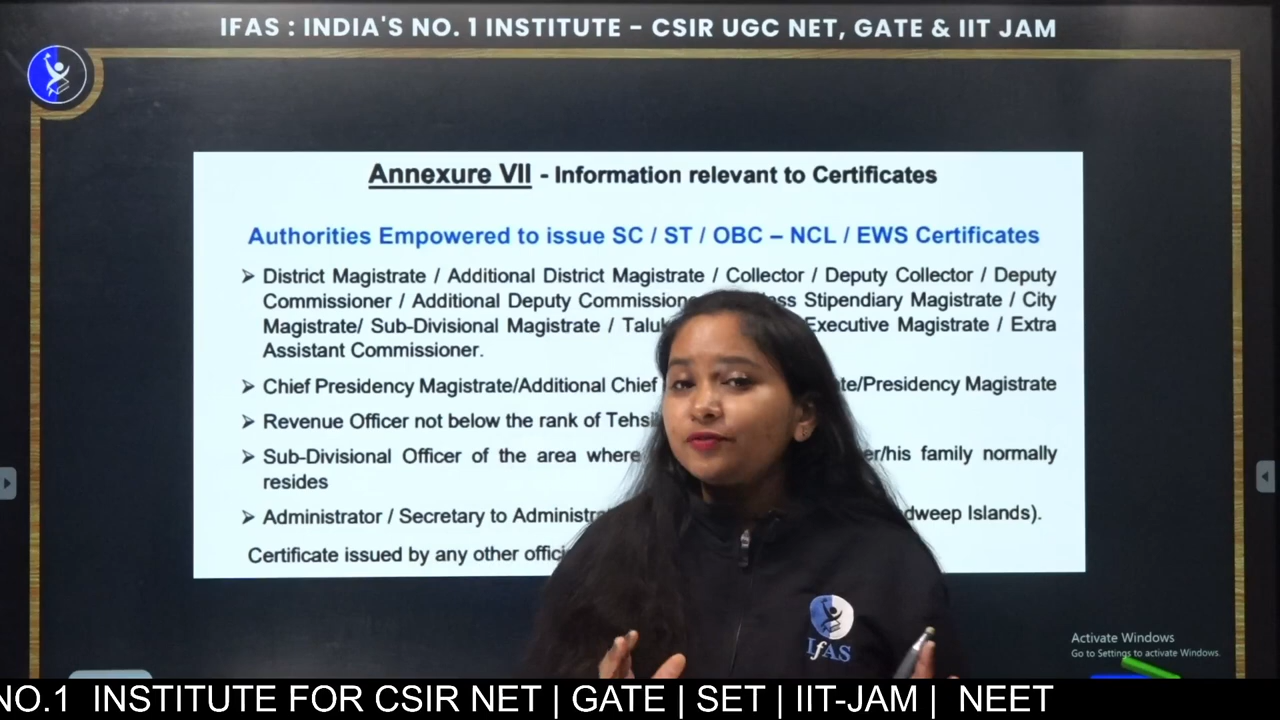 IFAS : INDIA'S NO. 1 INSTITUTE – CSIR UGC NET, GATE & IIT JAM
Annexure VII - Information relevant to Certificates
Authorities Empowered to issue SC / ST / OBC – NCL / EWS Certificates
➢ District Magistrate / Additional District Magistrate / Collector / Deputy Collector / Deputy
Commissioner / Additional Deputy Commissione Stipendiary Magistrate / City
Magistrate/ Sub-Divisional Magistrate / Taluk Executive Magistrate / Extra
Assistant Commissioner.
➢ Chief Presidency Magistrate/Additional Chief te/Presidency Magistrate
➢ Revenue Officer not below the rank of Tehsi
➢ Sub-Divisional Officer of the area where er/his family normally
resides
➢ Administrator / Secretary to Administra dweep Islands).
Certificate issued by any other offici
IfAS
Activate Windows
Go to Settings to activate Windows.
NO.1 INSTITUTE FOR CSIR NET | GATE | SET | IIT-JAM | NEET